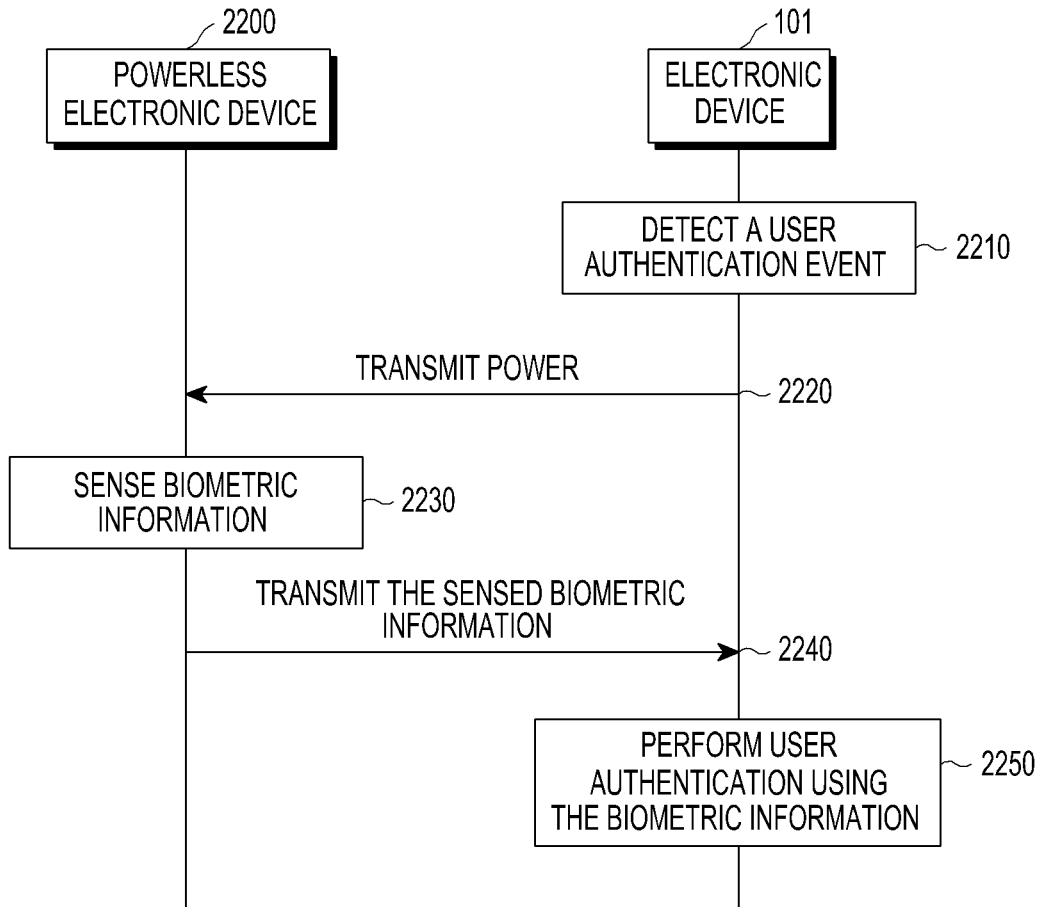 2200
101
POWERLESS
ELECTRONIC DEVICE
ELECTRONIC
DEVICE
DETECT A USER
AUTHENTICATION EVENT
2210
TRANSMIT POWER
2220
SENSE BIOMETRIC
INFORMATION
2230
TRANSMIT THE SENSED BIOMETRIC
INFORMATION
2240
PERFORM USER
AUTHENTICATION USING
THE BIOMETRIC INFORMATION
2250